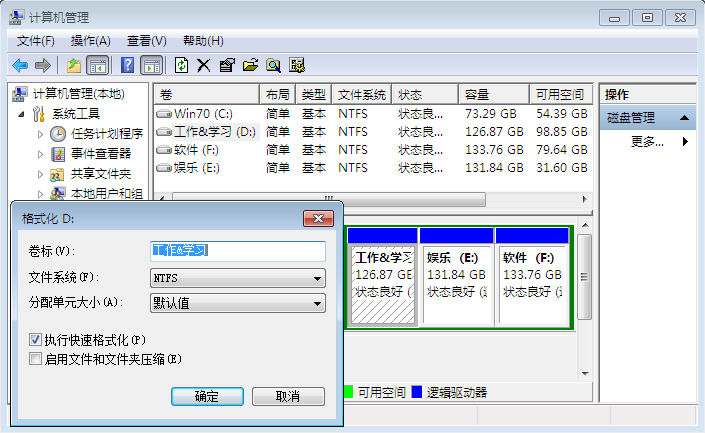 计算机管理
文件(F) 操作(A) 查看(V) 帮助(H)
计算机管理(本地)
系统工具
任务计划程序
事件查看器
共享文件夹
本地用户和组
卷 布局 类型 文件系统 状态 容量 可用空间
Win70 (C:) 简单 基本 NTFS 状态良... 73.29 GB 54.39 GB
工作&学习 (D:) 简单 基本 NTFS 状态良... 126.87 GB 98.85 GB
软件 (F:) 简单 基本 NTFS 状态良... 133.76 GB 79.64 GB
娱乐 (E:) 简单 基本 NTFS 状态良... 131.84 GB 31.60 GB
操作
磁盘管理
更多...
格式化 D:
卷标(V): 工作&学习
文件系统(F): NTFS
分配单元大小(A): 默认值
执行快速格式化(P)
启用文件和文件夹压缩(E)
确定 取消
工作&学习 娱乐 (E:) 软件 (F:)
126.87 GB 131.84 GB 133.76 GB
状态良好 ( 状态良好 ( 状态良好 (
可用空间 逻辑驱动器